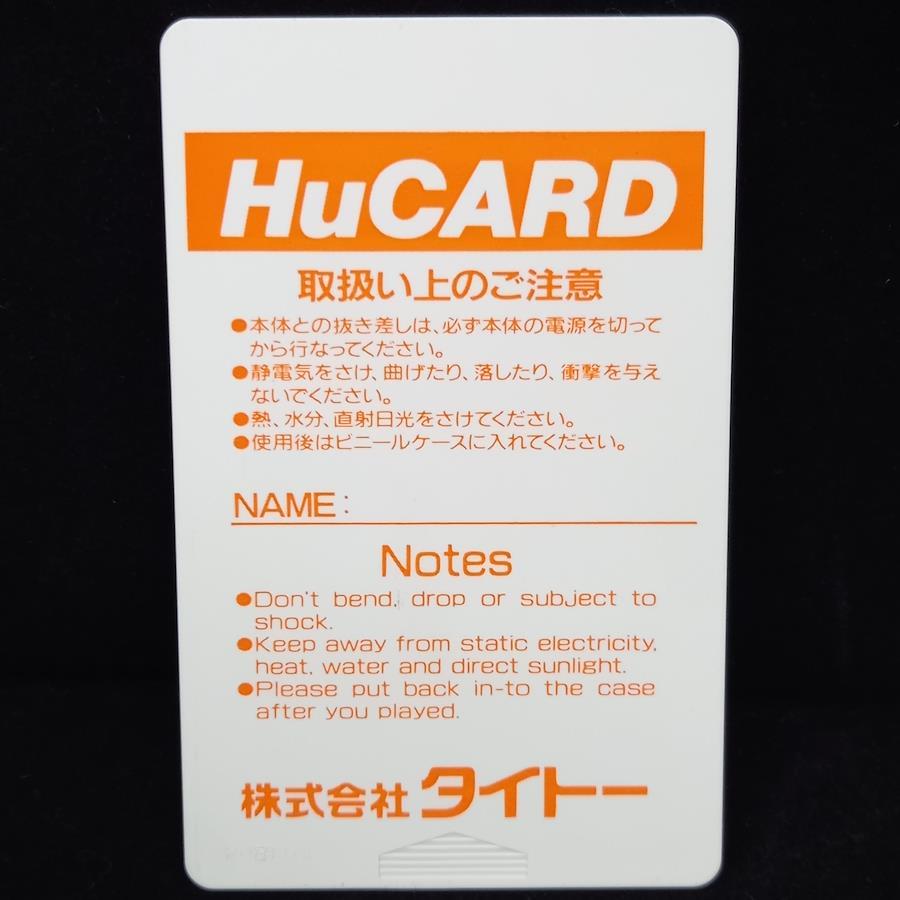 HuCARD
取扱い上のご注意
●本体との抜き差しは、必ず本体の電源を切って
から行なってください。
●静電気をさけ、曲げたり、落したり、衝撃を与え
ないでください。
●熱、水分、直射日光をさけてください。
●使用後はビニールケースに入れてください。
NAME:
Notes
●Don't bend, drop or subject to
shock.
●Keep away from static electricity,
heat, water and direct sunlight.
●Please put back in-to the case
after you played.
株式会社 タイトー